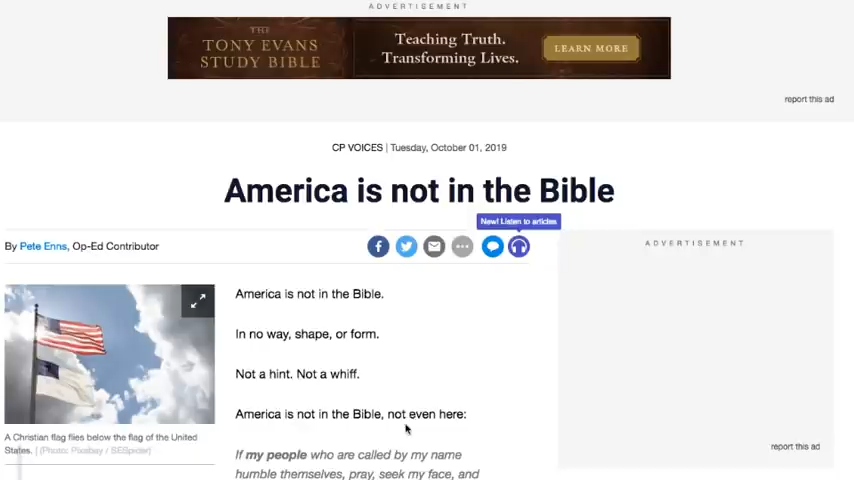 ADVERTISEMENT
THE
TONY EVANS
STUDY BIBLE
Teaching Truth.
Transforming Lives.
LEARN MORE
report this ad
CP VOICES | Tuesday, October 01, 2019
America is not in the Bible
New! Listen to articles
By Pete Enns, Op-Ed Contributor
ADVERTISEMENT
America is not in the Bible.
In no way, shape, or form.
Not a hint. Not a whiff.
America is not in the Bible, not even here:
A Christian flag flies below the flag of the United
States. | (Photo: Pixabay / SEspider)
If my people who are called by my name
humble themselves, pray, seek my face, and
report this ad